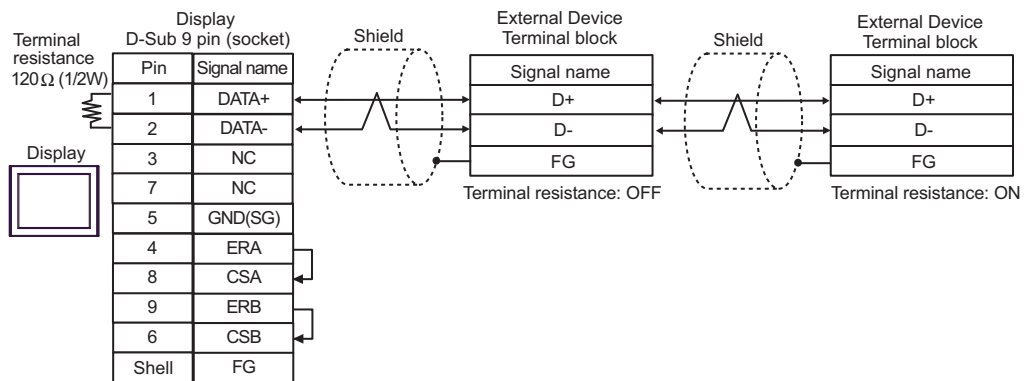 Terminal
resistance
120Ω (1/2W)
Display
Display
D-Sub 9 pin (socket)
Pin Signal name
1 DATA+
2 DATA-
3 NC
7 NC
5 GND(SG)
4 ERA
8 CSA
9 ERB
6 CSB
Shell FG
Shield
External Device
Terminal block
Signal name
D+
D-
FG
Terminal resistance: OFF
Shield
External Device
Terminal block
Signal name
D+
D-
FG
Terminal resistance: ON